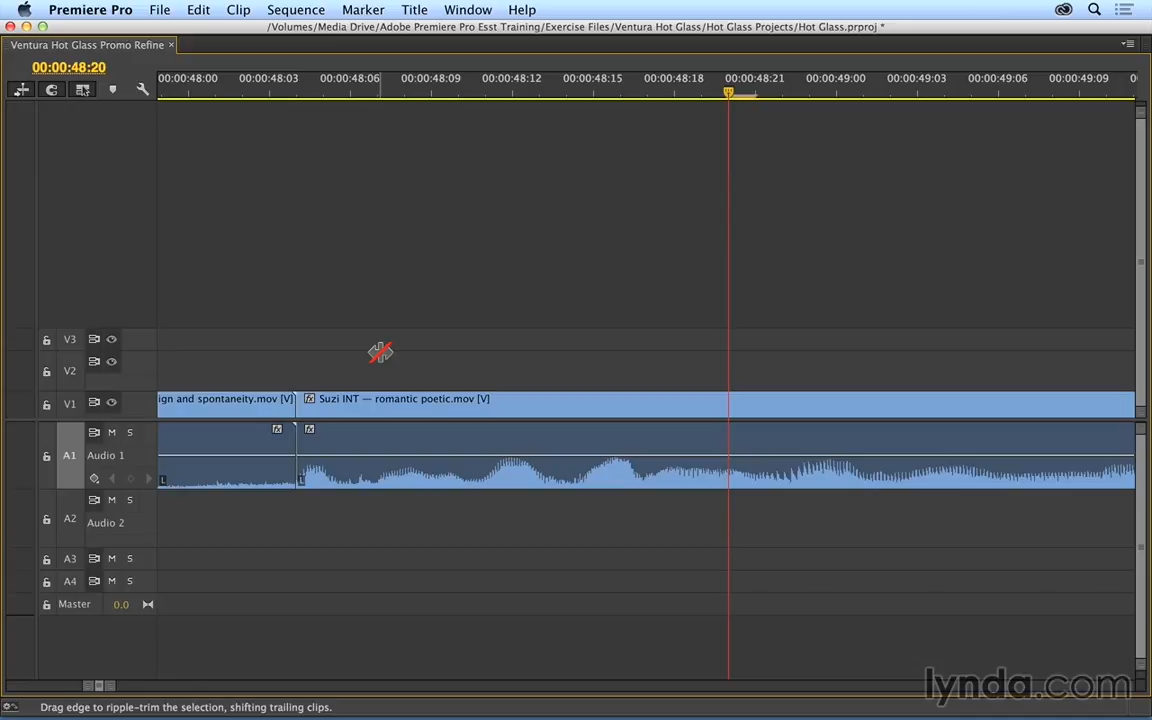 Premiere Pro File Edit Clip Sequence Marker Title Window Help
/Volumes/Media Drive/Adobe Premiere Pro Esst Training/Exercise Files/Ventura Hot Glass/Hot Glass Projects/Hot Glass.prproj *
Ventura Hot Glass Promo Refine ×
00:00:48:20
00:00:48:00 00:00:48:03 00:00:48:06 00:00:48:09 00:00:48:12 00:00:48:15 00:00:48:18 00:00:48:21 00:00:49:00 00:00:49:03 00:00:49:06 00:00:49:09 00
V3
V2
V1 ign and spontaneity.mov [V] fx Suzi INT — romantic poetic.mov [V]
M S fx fx
A1 Audio 1
L L
M S
A2 Audio 2
A3 M S
A4 M S
Master 0.0
lynda.com
Drag edge to ripple-trim the selection, shifting trailing clips.